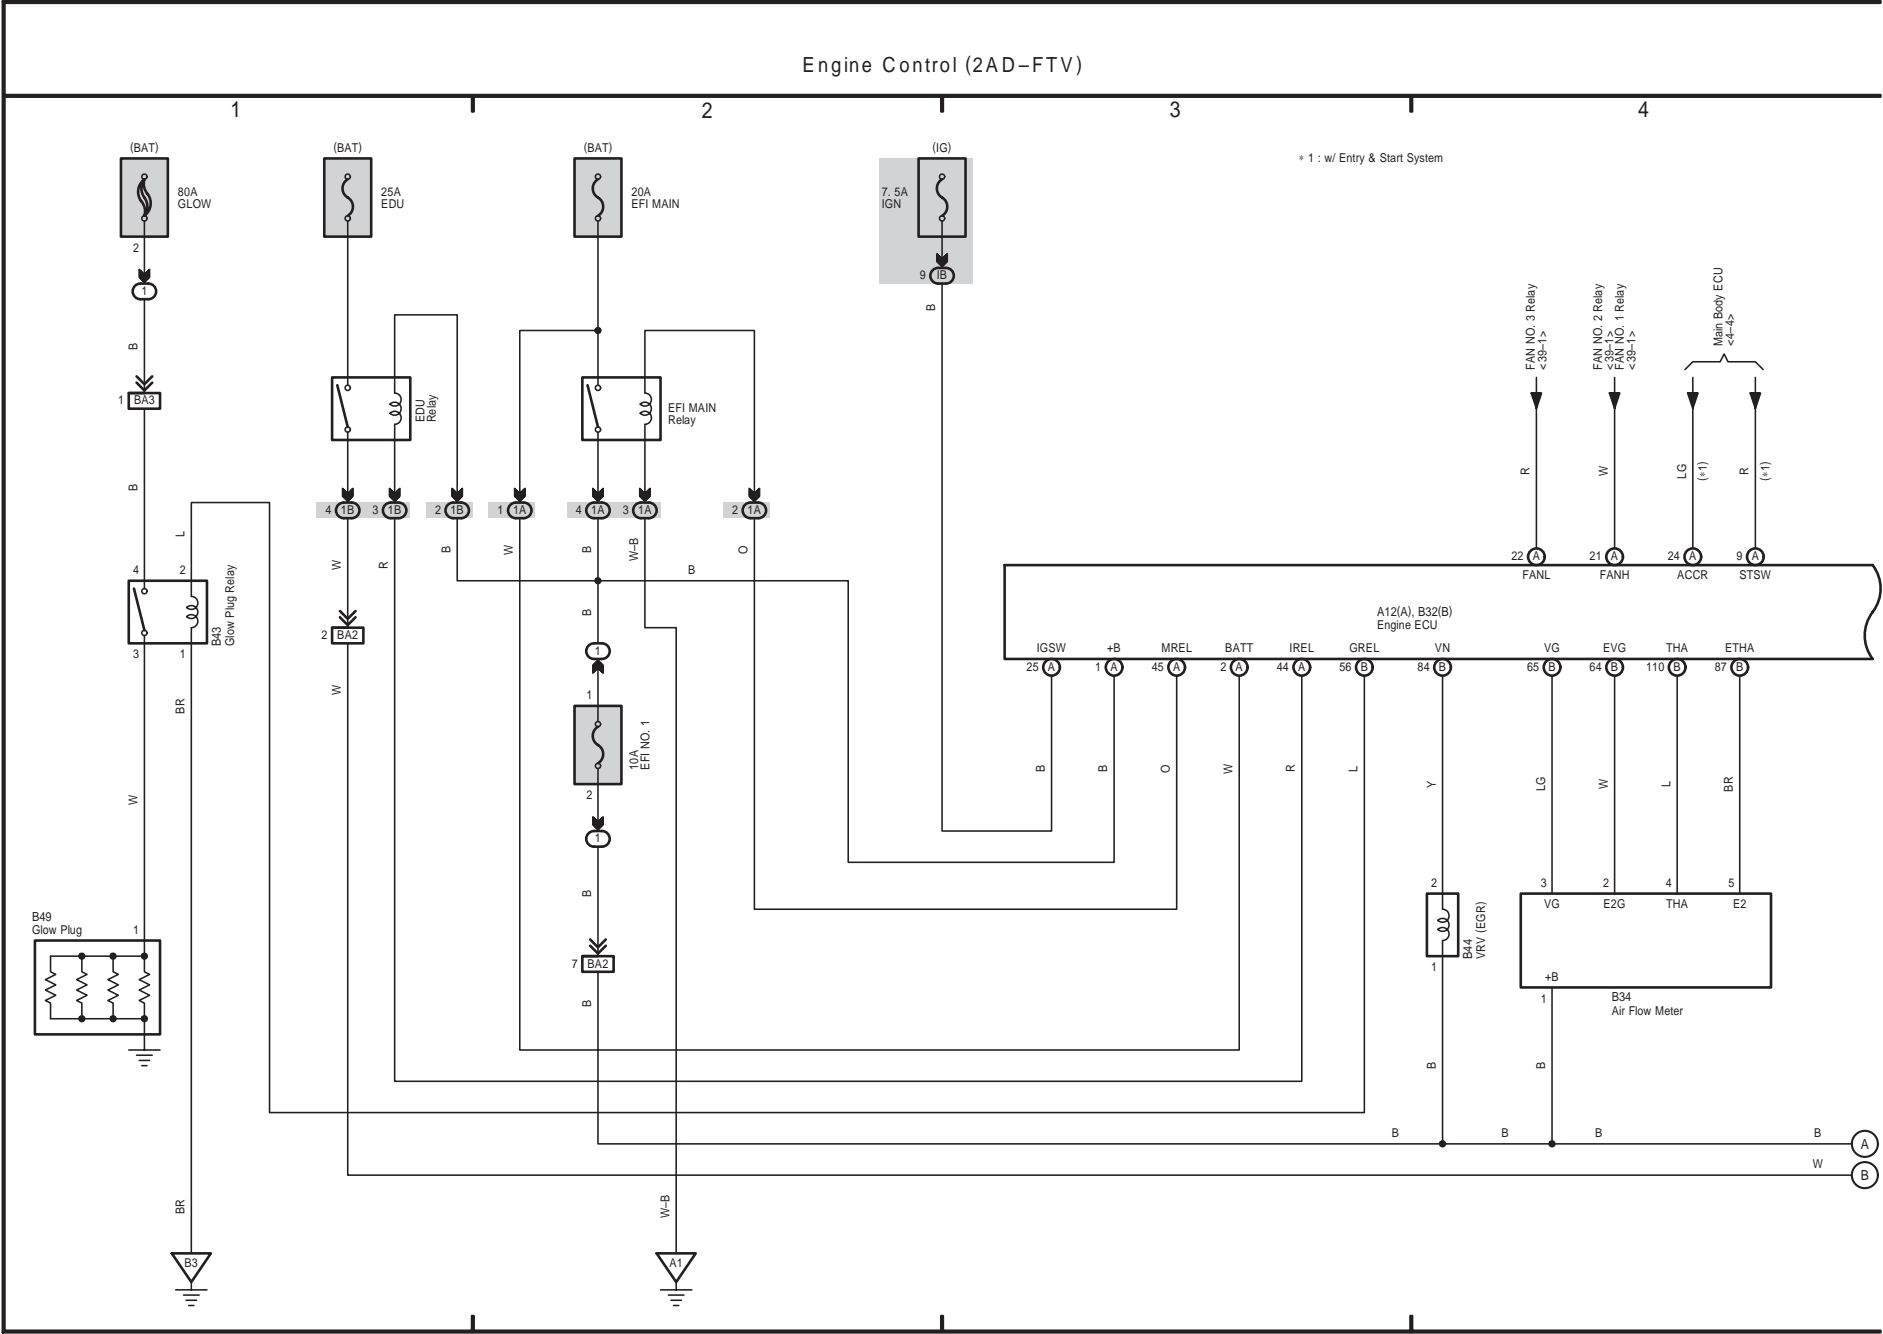 Engine Control (2AD–FTV)
1
2
3
4
(BAT)
(BAT)
(BAT)
(IG)
∗ 1 : w/ Entry & Start System
80A
GLOW
25A
EDU
20A
EFI MAIN
7. 5A
IGN
2
1
9
IB
B
B
1
BA3
B
FAN NO. 3 Relay
<39–1>
FAN NO. 2 Relay
<39–1>
FAN NO. 1 Relay
<39–1>
Main Body ECU
<4–4>
EDU
Relay
EFI MAIN
Relay
R
W
LG
(∗1)
R
(∗1)
4
1B
3
1B
2
1B
1
1A
4
1A
3
1A
2
1A
L
W
R
B
W
B
W–B
O
B
22
A
21
A
24
A
9
A
FANL
FANH
ACCR
STSW
4
2
B43
Glow Plug Relay
3
1
2
BA2
B
1
A12(A), B32(B)
Engine ECU
IGSW
+B
MREL
BATT
IREL
GREL
VN
VG
EVG
THA
ETHA
25
A
1
A
45
A
2
A
44
A
56
B
84
B
65
B
64
B
110
B
87
B
BR
W
1
10A
EFI NO. 1
2
1
W
B
B
O
W
R
L
Y
LG
W
L
BR
B49
Glow Plug
1
B
7
BA2
B
2
B44
VRV (EGR)
1
3
2
4
5
VG
E2G
THA
E2
+B
1
B34
Air Flow Meter
B
B
B
B
B
B
A
W
B
BR
W–B
B3
A1